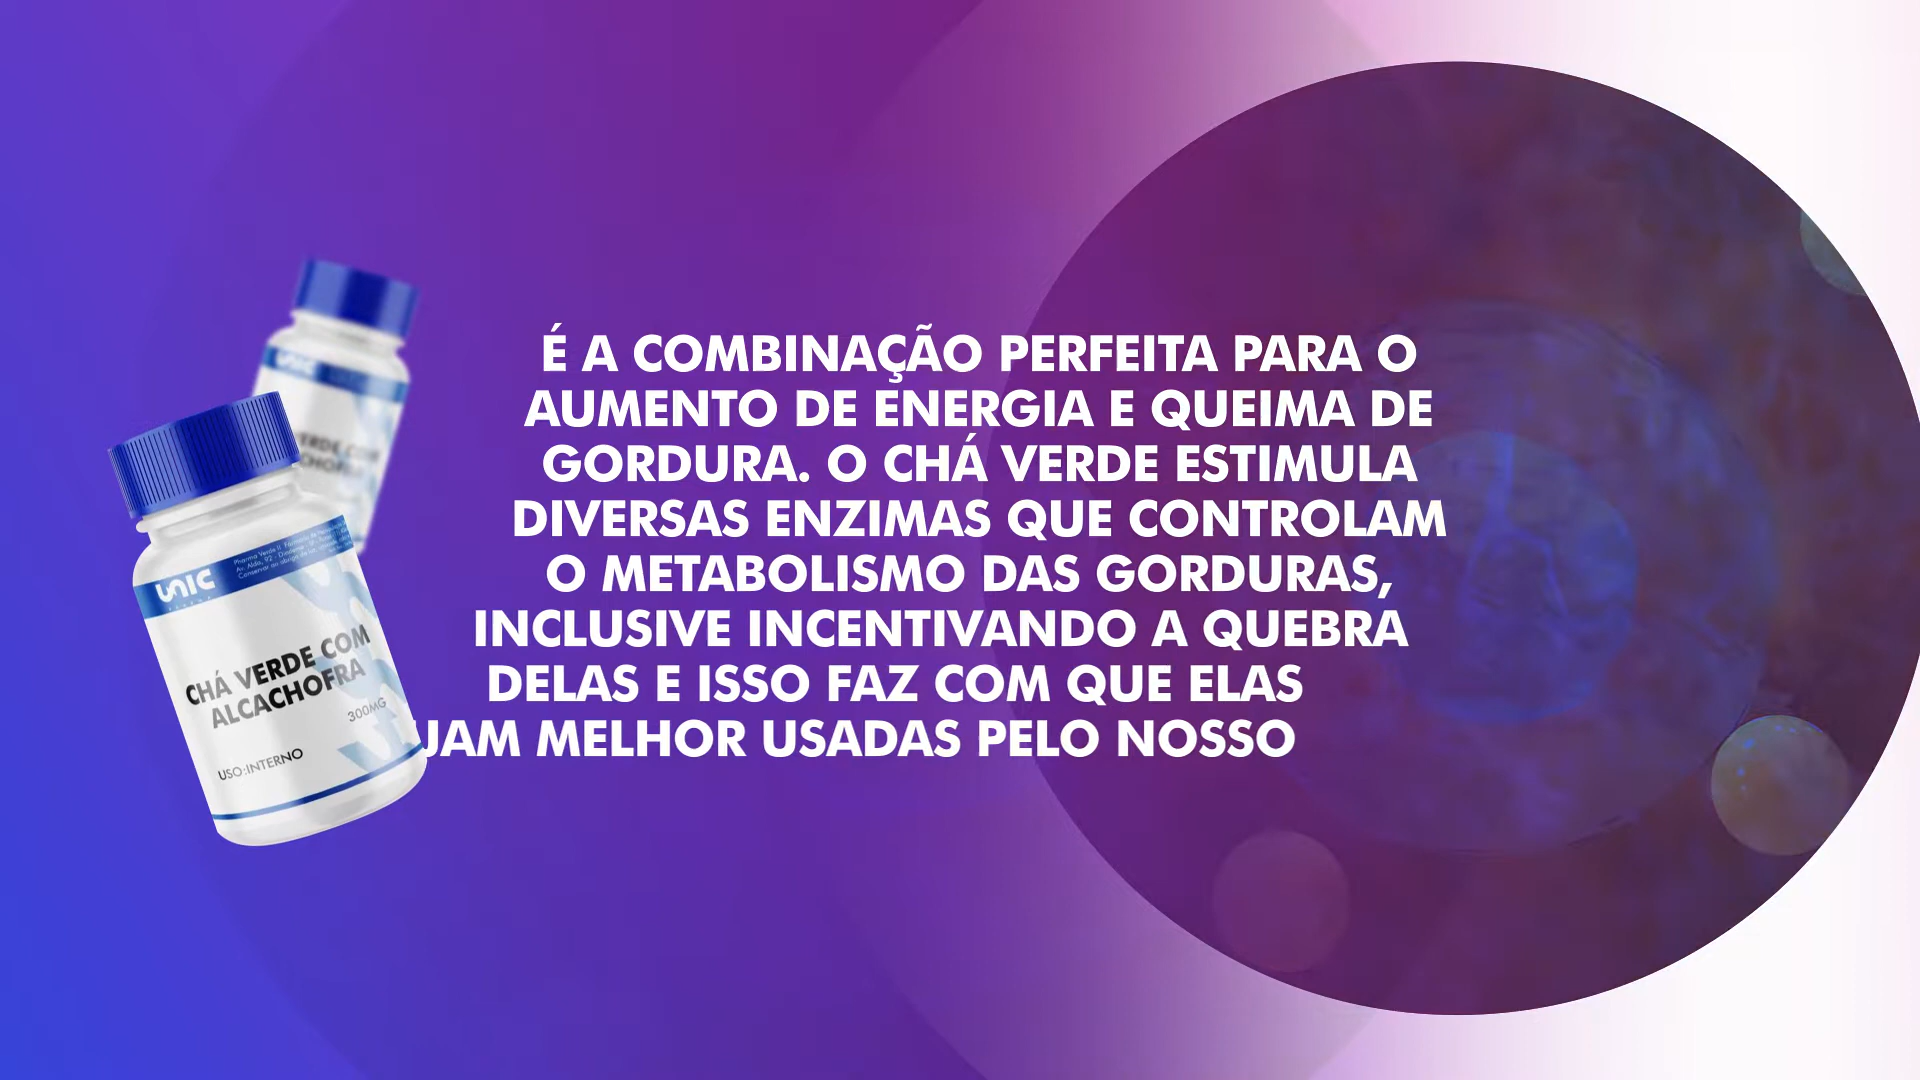 É A COMBINAÇÃO PERFEITA PARA O
AUMENTO DE ENERGIA E QUEIMA DE
GORDURA. O CHÁ VERDE ESTIMULA
DIVERSAS ENZIMAS QUE CONTROLAM
O METABOLISMO DAS GORDURAS,
INCLUSIVE INCENTIVANDO A QUEBRA
DELAS E ISSO FAZ COM QUE ELAS
JAM MELHOR USADAS PELO NOSSO
UNIC
CHÁ VERDE COM
ALCACHOFRA
300MG
USO:INTERNO